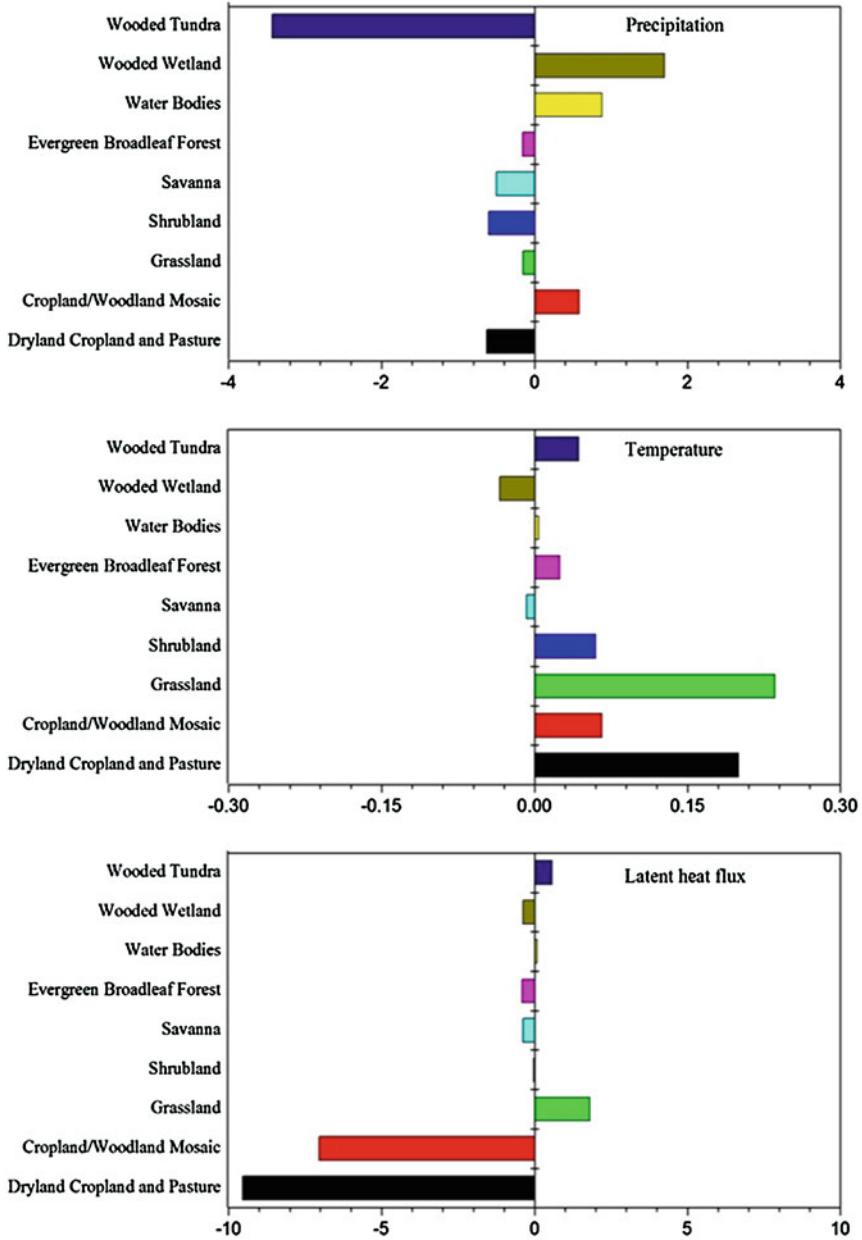 Precipitation
Wooded Tundra
Wooded Wetland
Water Bodies
Evergreen Broadleaf Forest
Savanna
Shrubland
Grassland
Cropland/Woodland Mosaic
Dryland Cropland and Pasture
-4 -2 0 2 4
Temperature
Wooded Tundra
Wooded Wetland
Water Bodies
Evergreen Broadleaf Forest
Savanna
Shrubland
Grassland
Cropland/Woodland Mosaic
Dryland Cropland and Pasture
-0.30 -0.15 0.00 0.15 0.30
Latent heat flux
Wooded Tundra
Wooded Wetland
Water Bodies
Evergreen Broadleaf Forest
Savanna
Shrubland
Grassland
Cropland/Woodland Mosaic
Dryland Cropland and Pasture
-10 -5 0 5 10